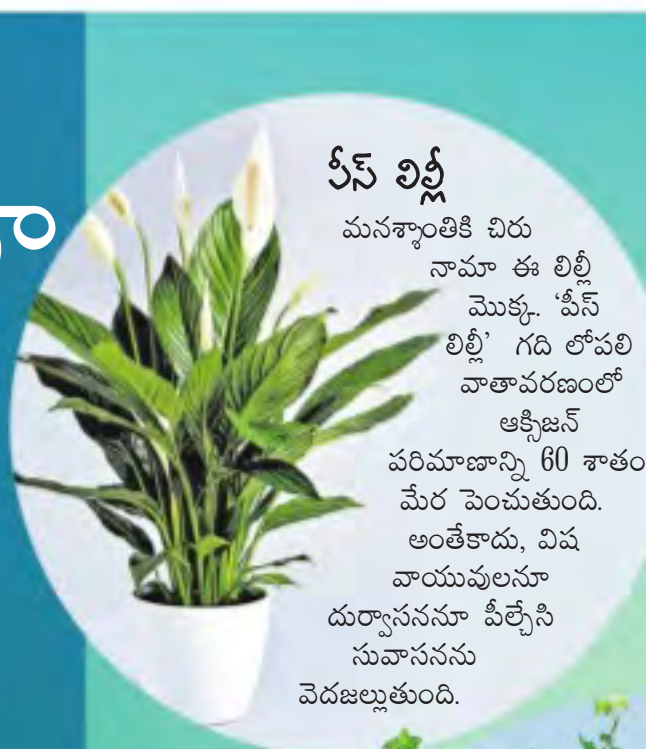 పీస్ లిల్లీ
మనశ్శాంతికి చిరు
నామా ఈ లిల్లీ
మొక్క. ‘పీస్
లిల్లీ’ గది లోపలి
వాతావరణంలో
ఆక్సిజన్
పరిమాణాన్ని 60 శాతం
మేర పెంచుతుంది.
అంతేకాదు, విష
వాయువులనూ
దుర్వాసననూ పీల్చేసి
సువాసనను
వెదజల్లుతుంది.